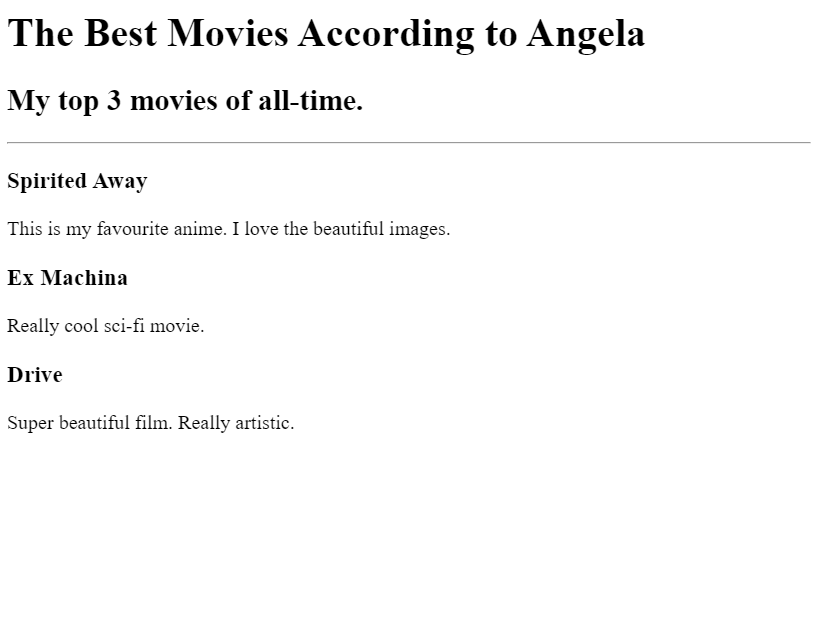 The Best Movies According to Angela
My top 3 movies of all-time.
Spirited Away
This is my favourite anime. I love the beautiful images.
Ex Machina
Really cool sci-fi movie.
Drive
Super beautiful film. Really artistic.